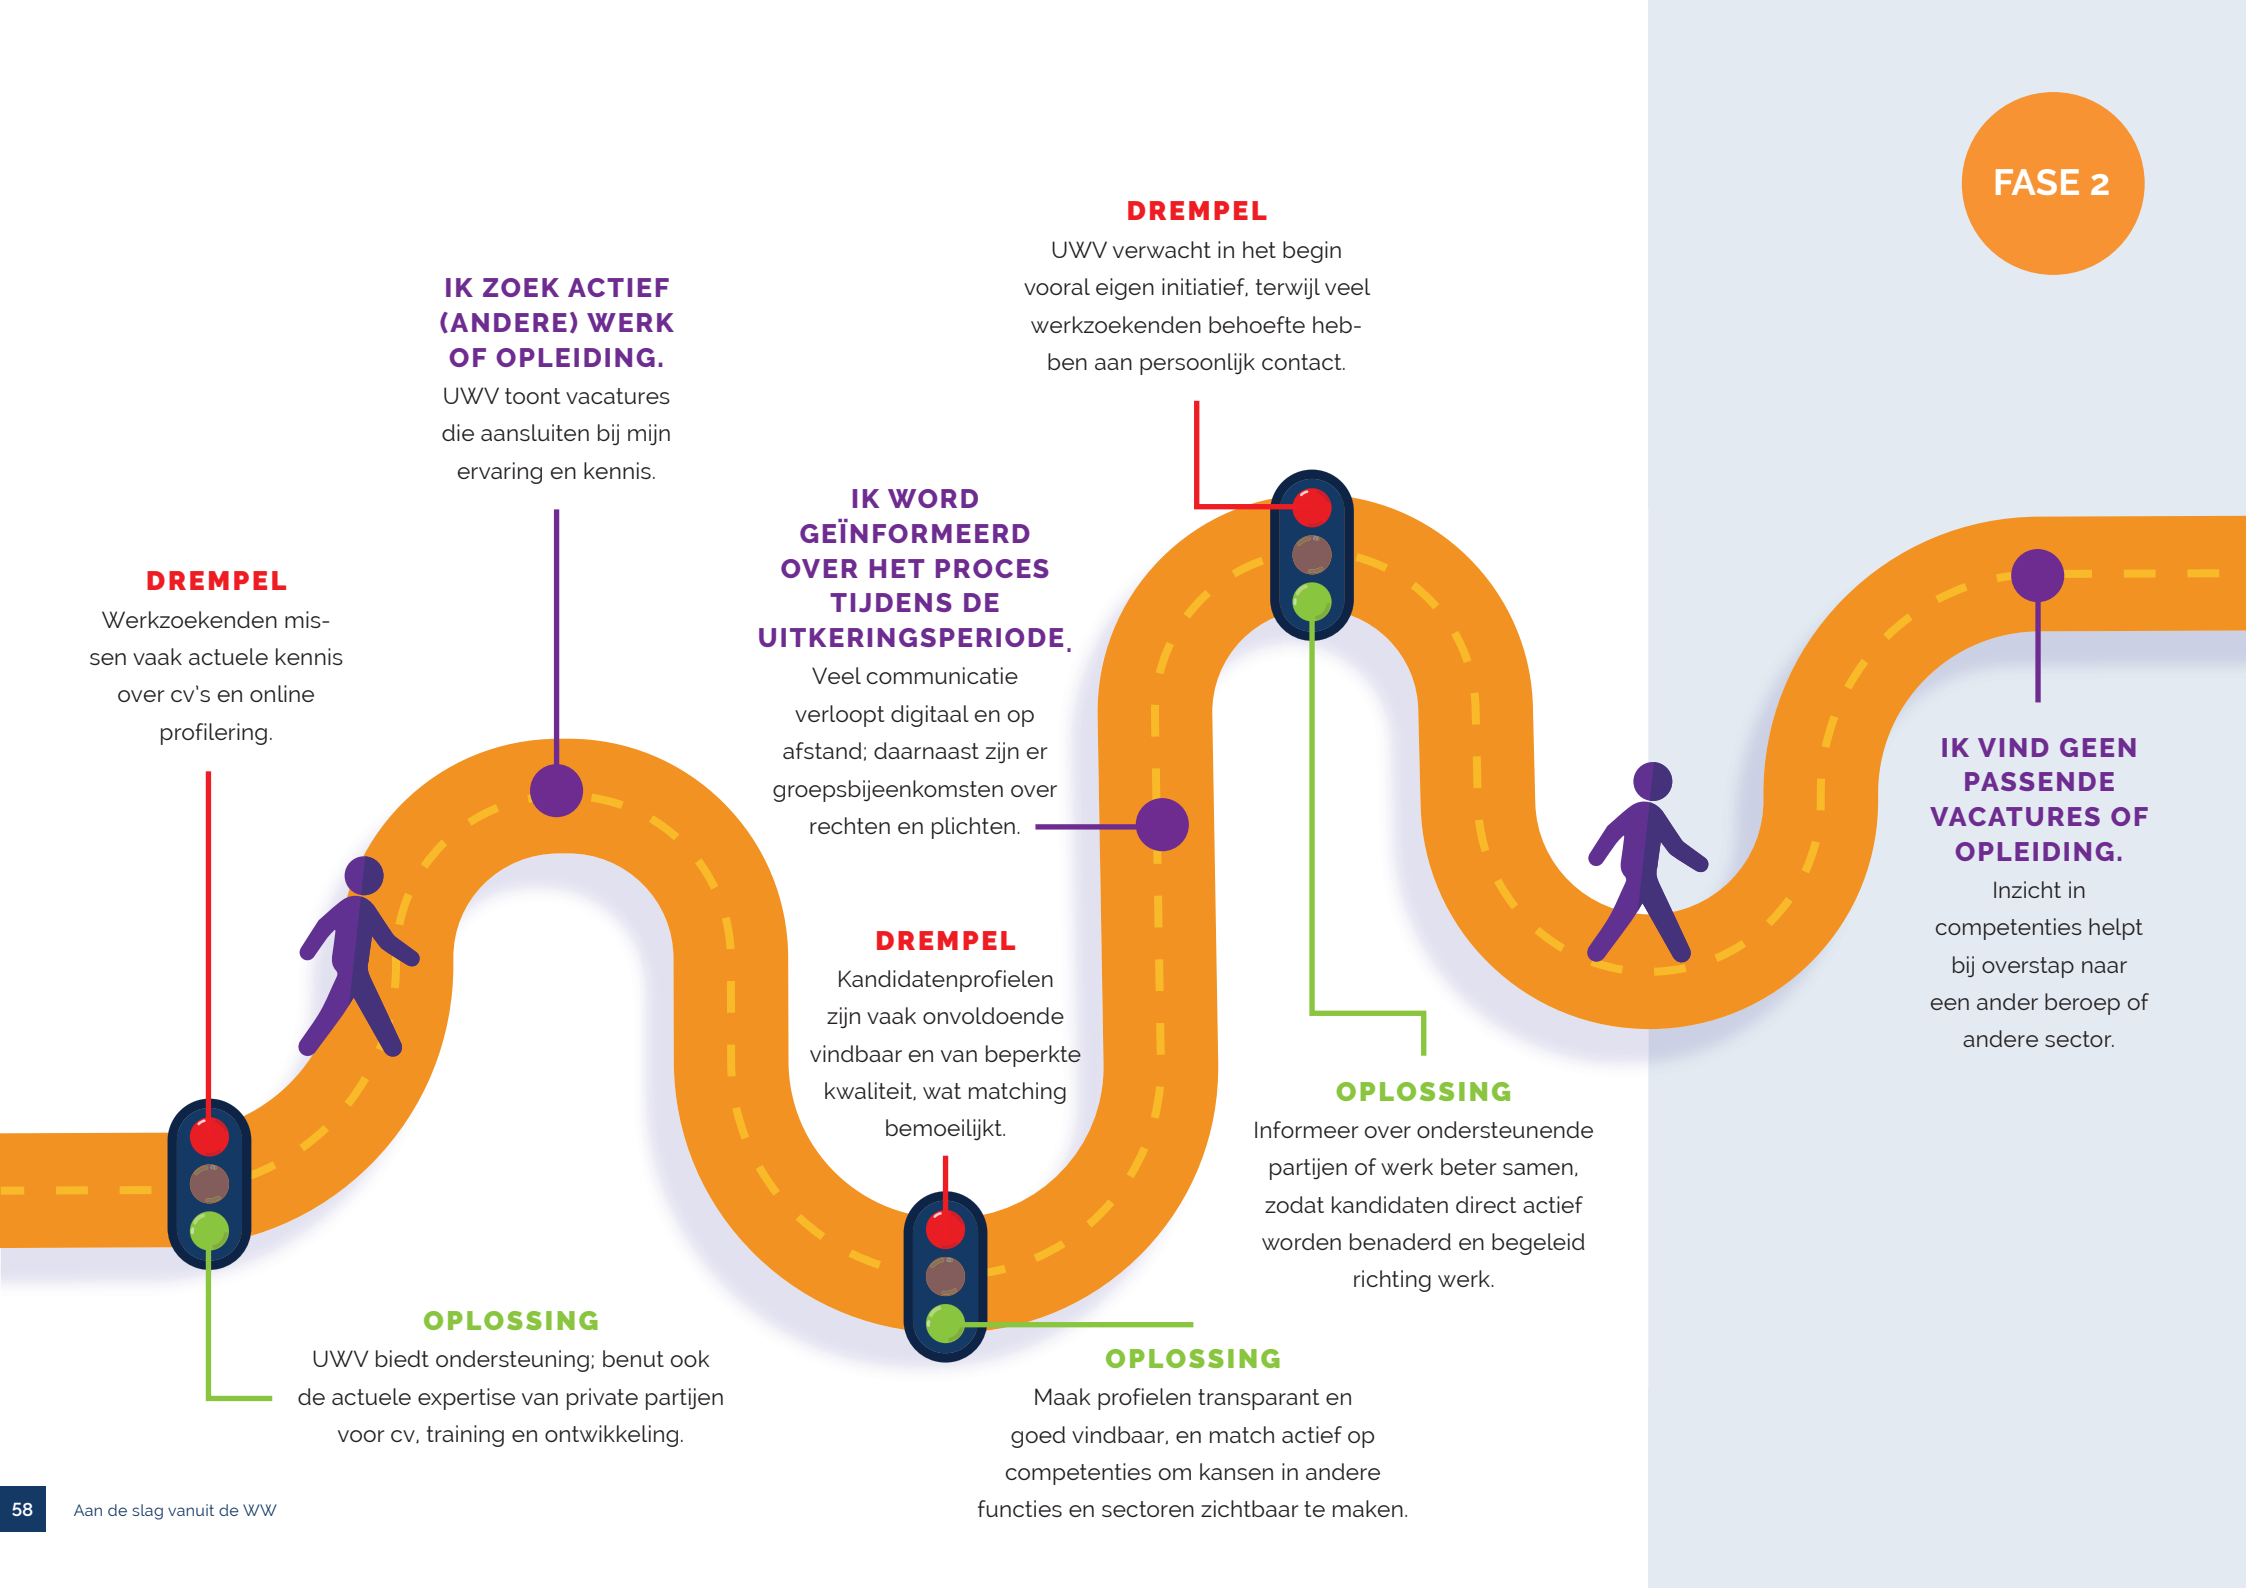 DREMPEL
Werkzoekenden mis-
sen vaak actuele kennis
over cv's en online
profilering.
OPLOSSING
UWV biedt ondersteuning; benut ook
de actuele expertise van private partijen
voor cv, training en ontwikkeling.
IK ZOEK ACTIEF
(ANDERE) WERK
OF OPLEIDING.
UWV toont vacatures
die aansluiten bij mijn
ervaring en kennis.
DREMPEL
Kandidatenprofielen
zijn vaak onvoldoende
vindbaar en van beperkte
kwaliteit, wat matching
bemoeilijkt.
OPLOSSING
Maak profielen transparant en
goed vindbaar, en match actief op
competenties om kansen in andere
functies en sectoren zichtbaar te maken.
IK WORD
GEÏNFORMEERD
OVER HET PROCES
TIJDENS DE
UITKERINGSPERIODE.
Veel communicatie
verloopt digitaal en op
afstand; daarnaast zijn er
groepsbijeenkomsten over
rechten en plichten.
DREMPEL
UWV verwacht in het begin
vooral eigen initiatief, terwijl veel
werkzoekenden behoefte heb-
ben aan persoonlijk contact.
OPLOSSING
Informeer over ondersteunende
partijen of werk beter samen,
zodat kandidaten direct actief
worden benaderd en begeleid
richting werk.
FASE 2
IK VIND GEEN
PASSENDE
VACATURES OF
OPLEIDING.
Inzicht in
competenties helpt
bij overstap naar
een ander beroep of
andere sector.
58
Aan de slag vanuit de WW